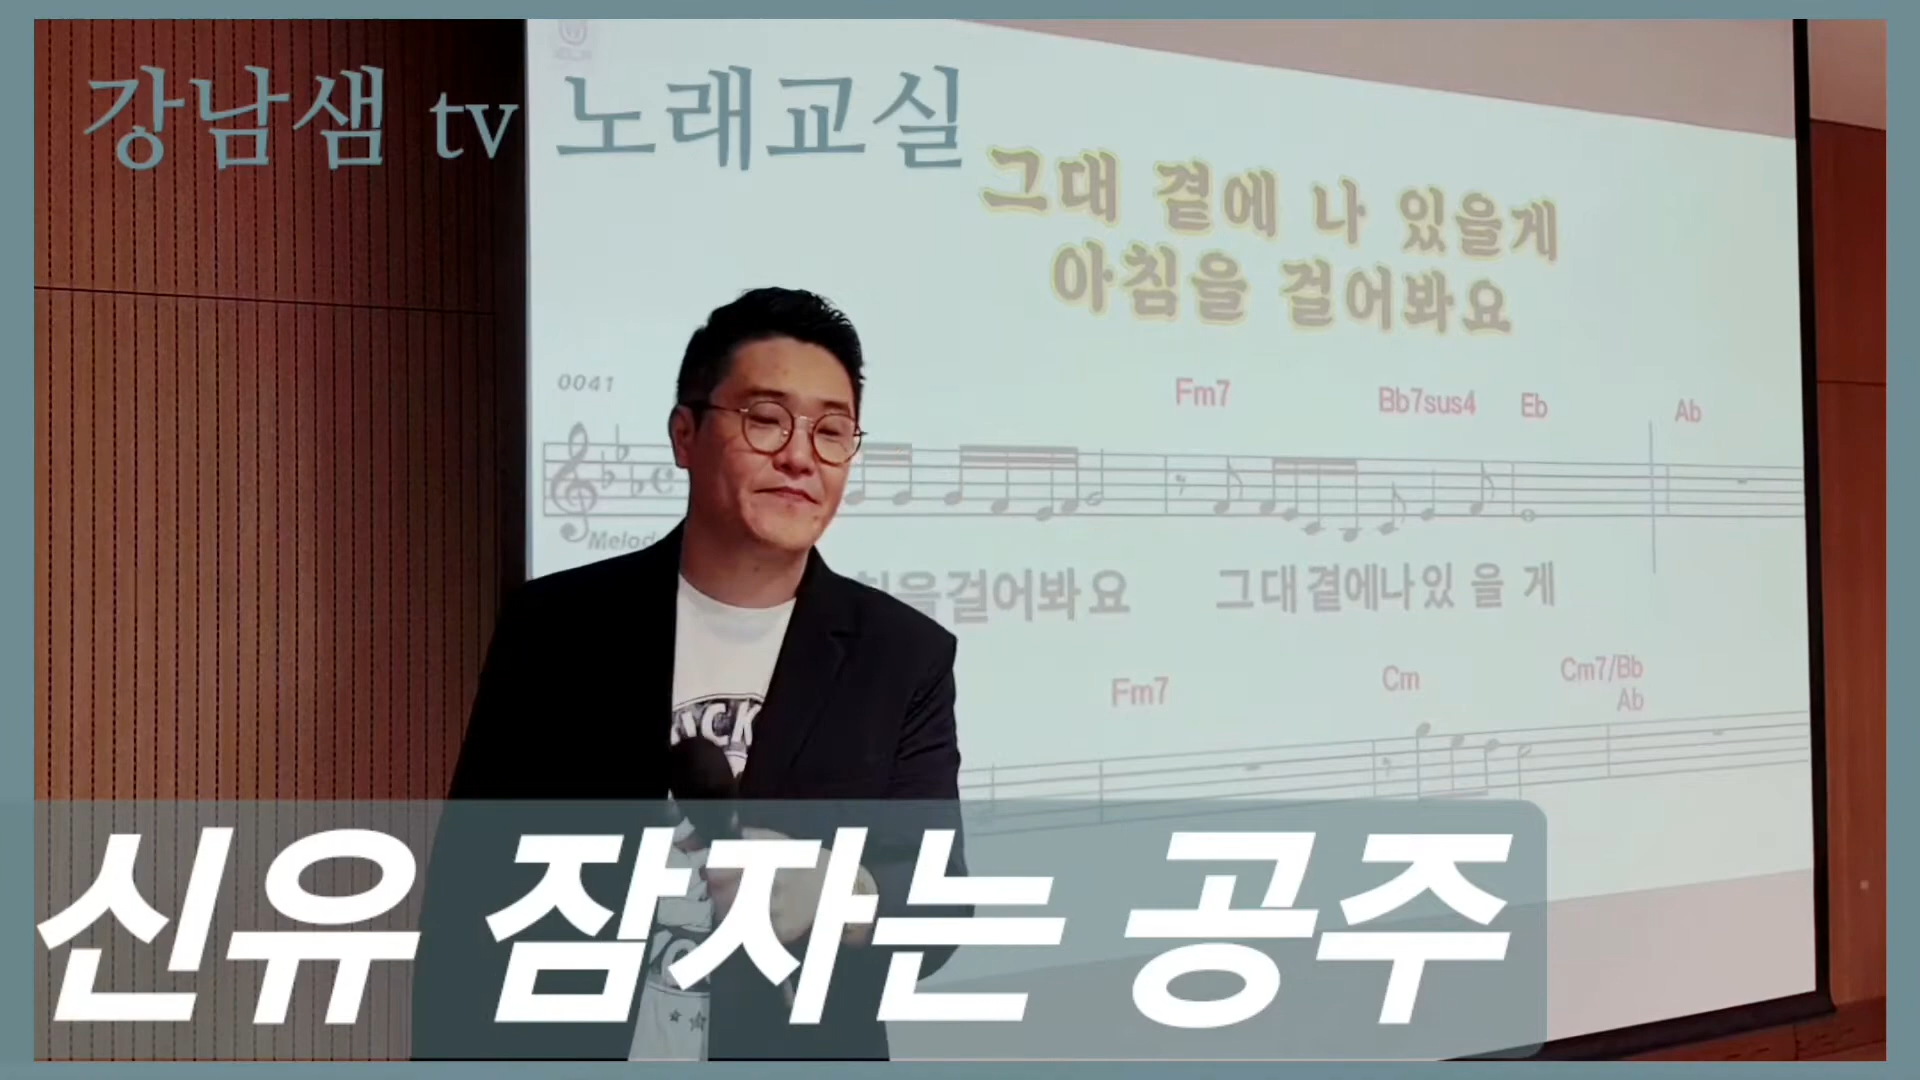 강남샘 tv 노래교실
그대 곁에 나 있을게
아침을 걸어봐요
0041
Fm7 Bb7sus4 Eb Ab
을걸어봐요 그대곁에나있을게
Fm7 Cm Cm7/Bb
Ab
신유 잠자는 공주